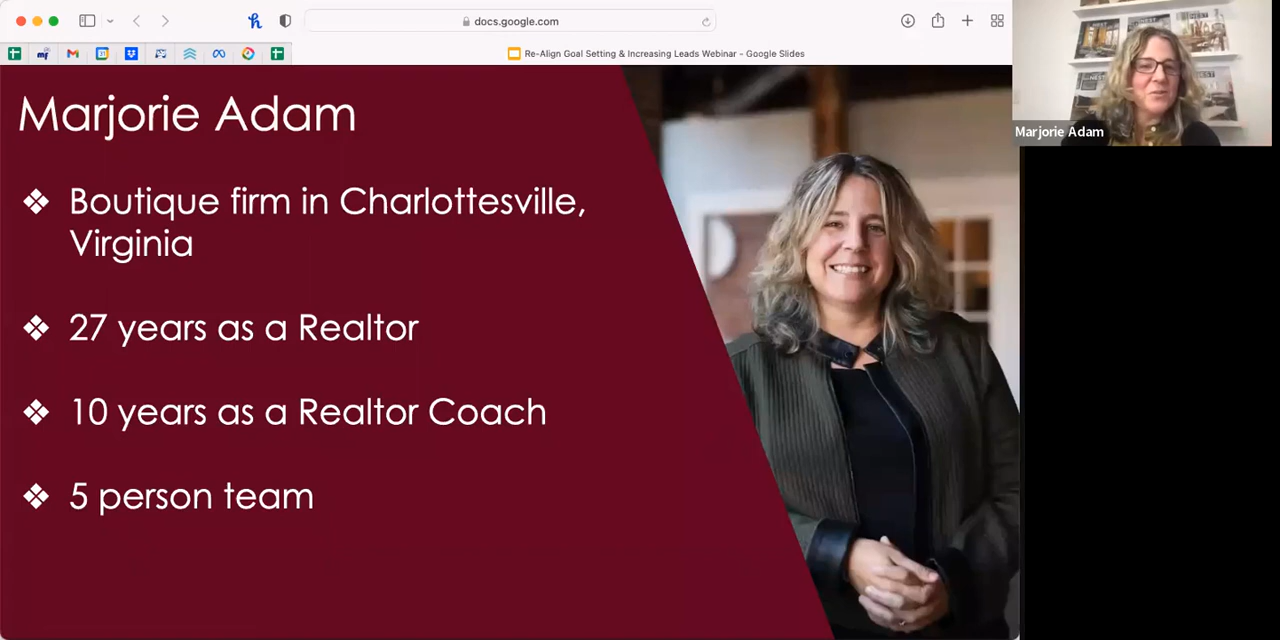 docs.google.com
Re-Align Goal Setting & Increasing Leads Webinar - Google Slides
Marjorie Adam
Marjorie Adam
❖ Boutique firm in Charlottesville,
Virginia
❖ 27 years as a Realtor
❖ 10 years as a Realtor Coach
❖ 5 person team